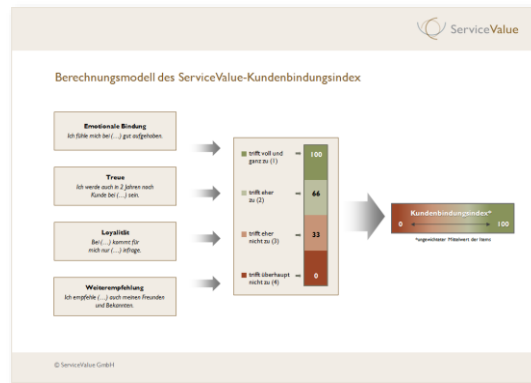 ServiceValue
Berechnungsmodell des ServiceValue-Kundenbindungsindex
Emotionale Bindung
Ich fühle mich bei (...) gut aufgehoben.
Treue
Ich werde auch in 2 Jahren noch
Kunde bei (...) sein.
Loyalität
Bei (...) kommt für
mich nur (...) infrage.
Weiterempfehlung
Ich empfehle (...) auch meinen Freunden
und Bekannten.
trifft voll und
ganz zu (1)
=
100
trifft eher
zu (2)
=
66
trifft eher
nicht zu (3)
=
33
trifft überhaupt
nicht zu (4)
=
0
Kundenbindungsindex*
0 100
*ungewichteter Mittelwert der Items
© ServiceValue GmbH